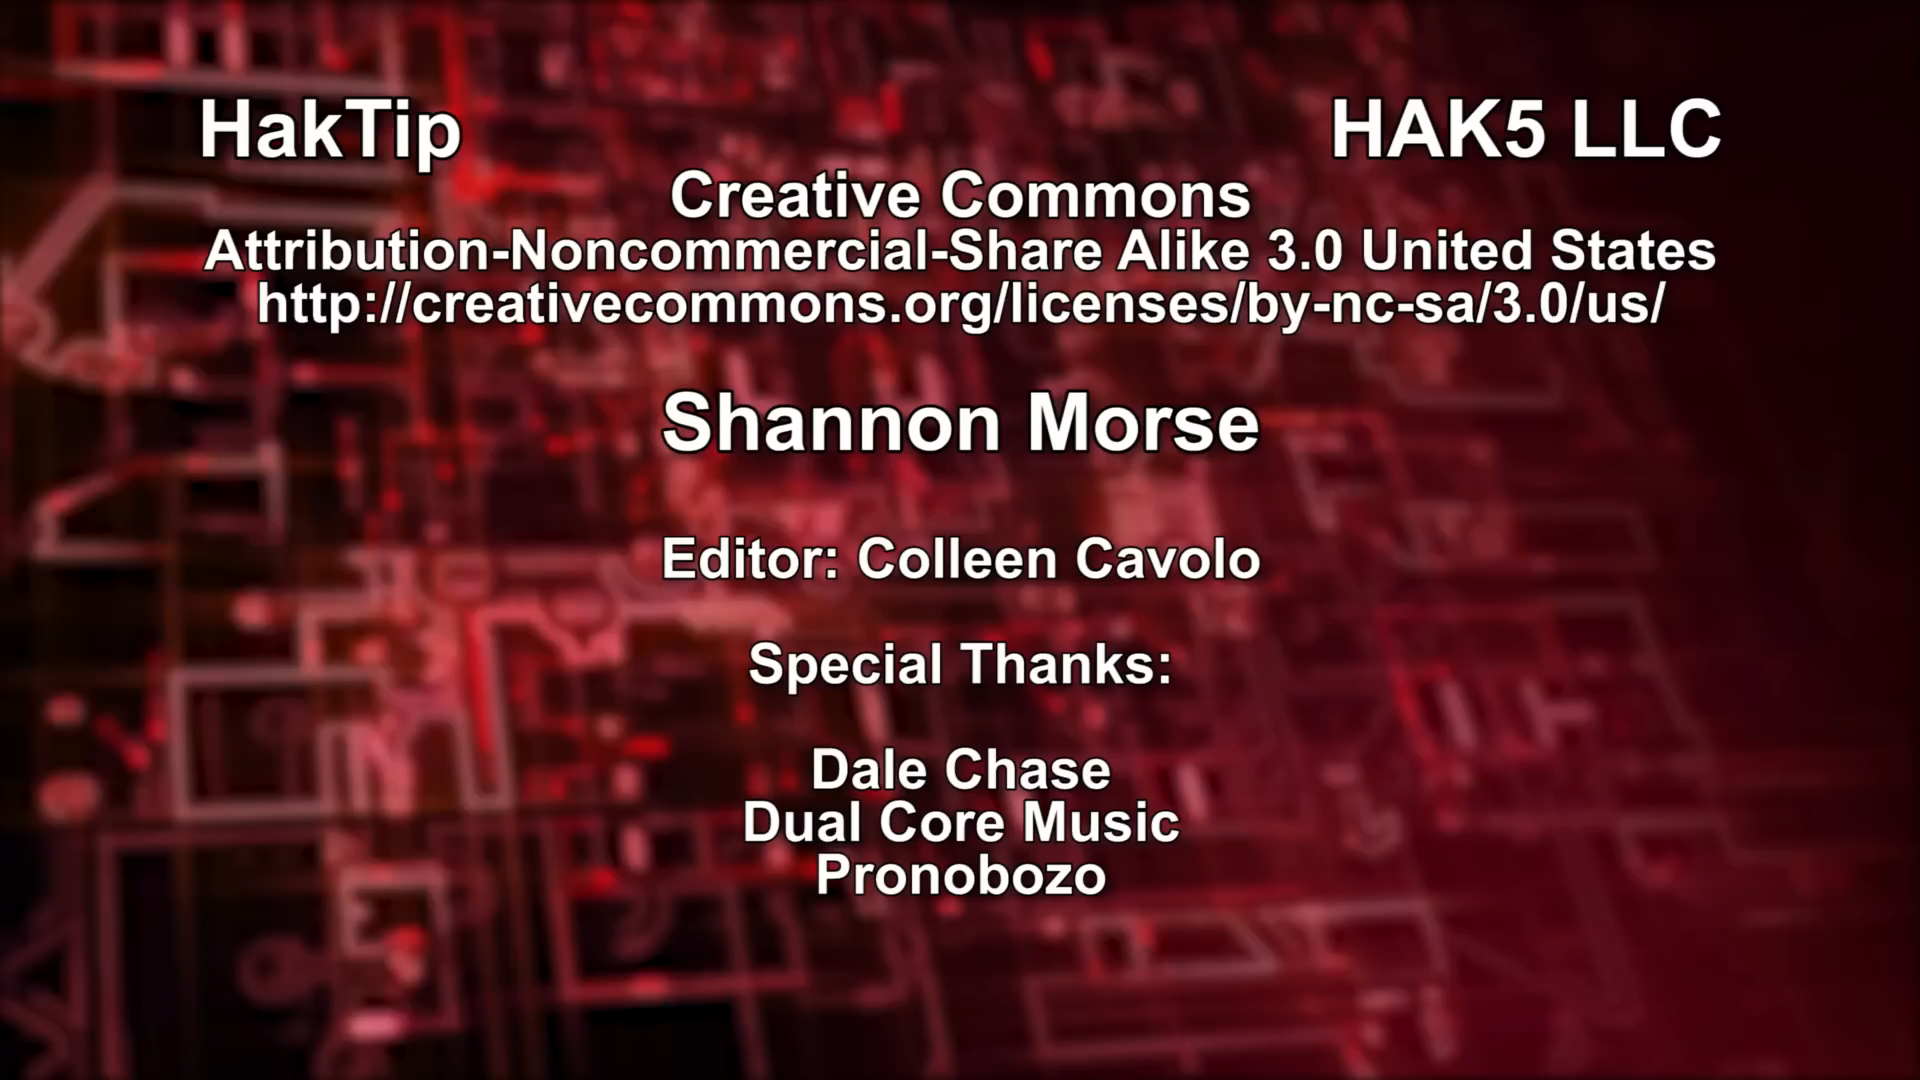 HakTip HAK5 LLC
Creative Commons
Attribution-Noncommercial-Share Alike 3.0 United States
http://creativecommons.org/licenses/by-nc-sa/3.0/us/
Shannon Morse
Editor: Colleen Cavolo
Special Thanks:
Dale Chase
Dual Core Music
Pronobozo